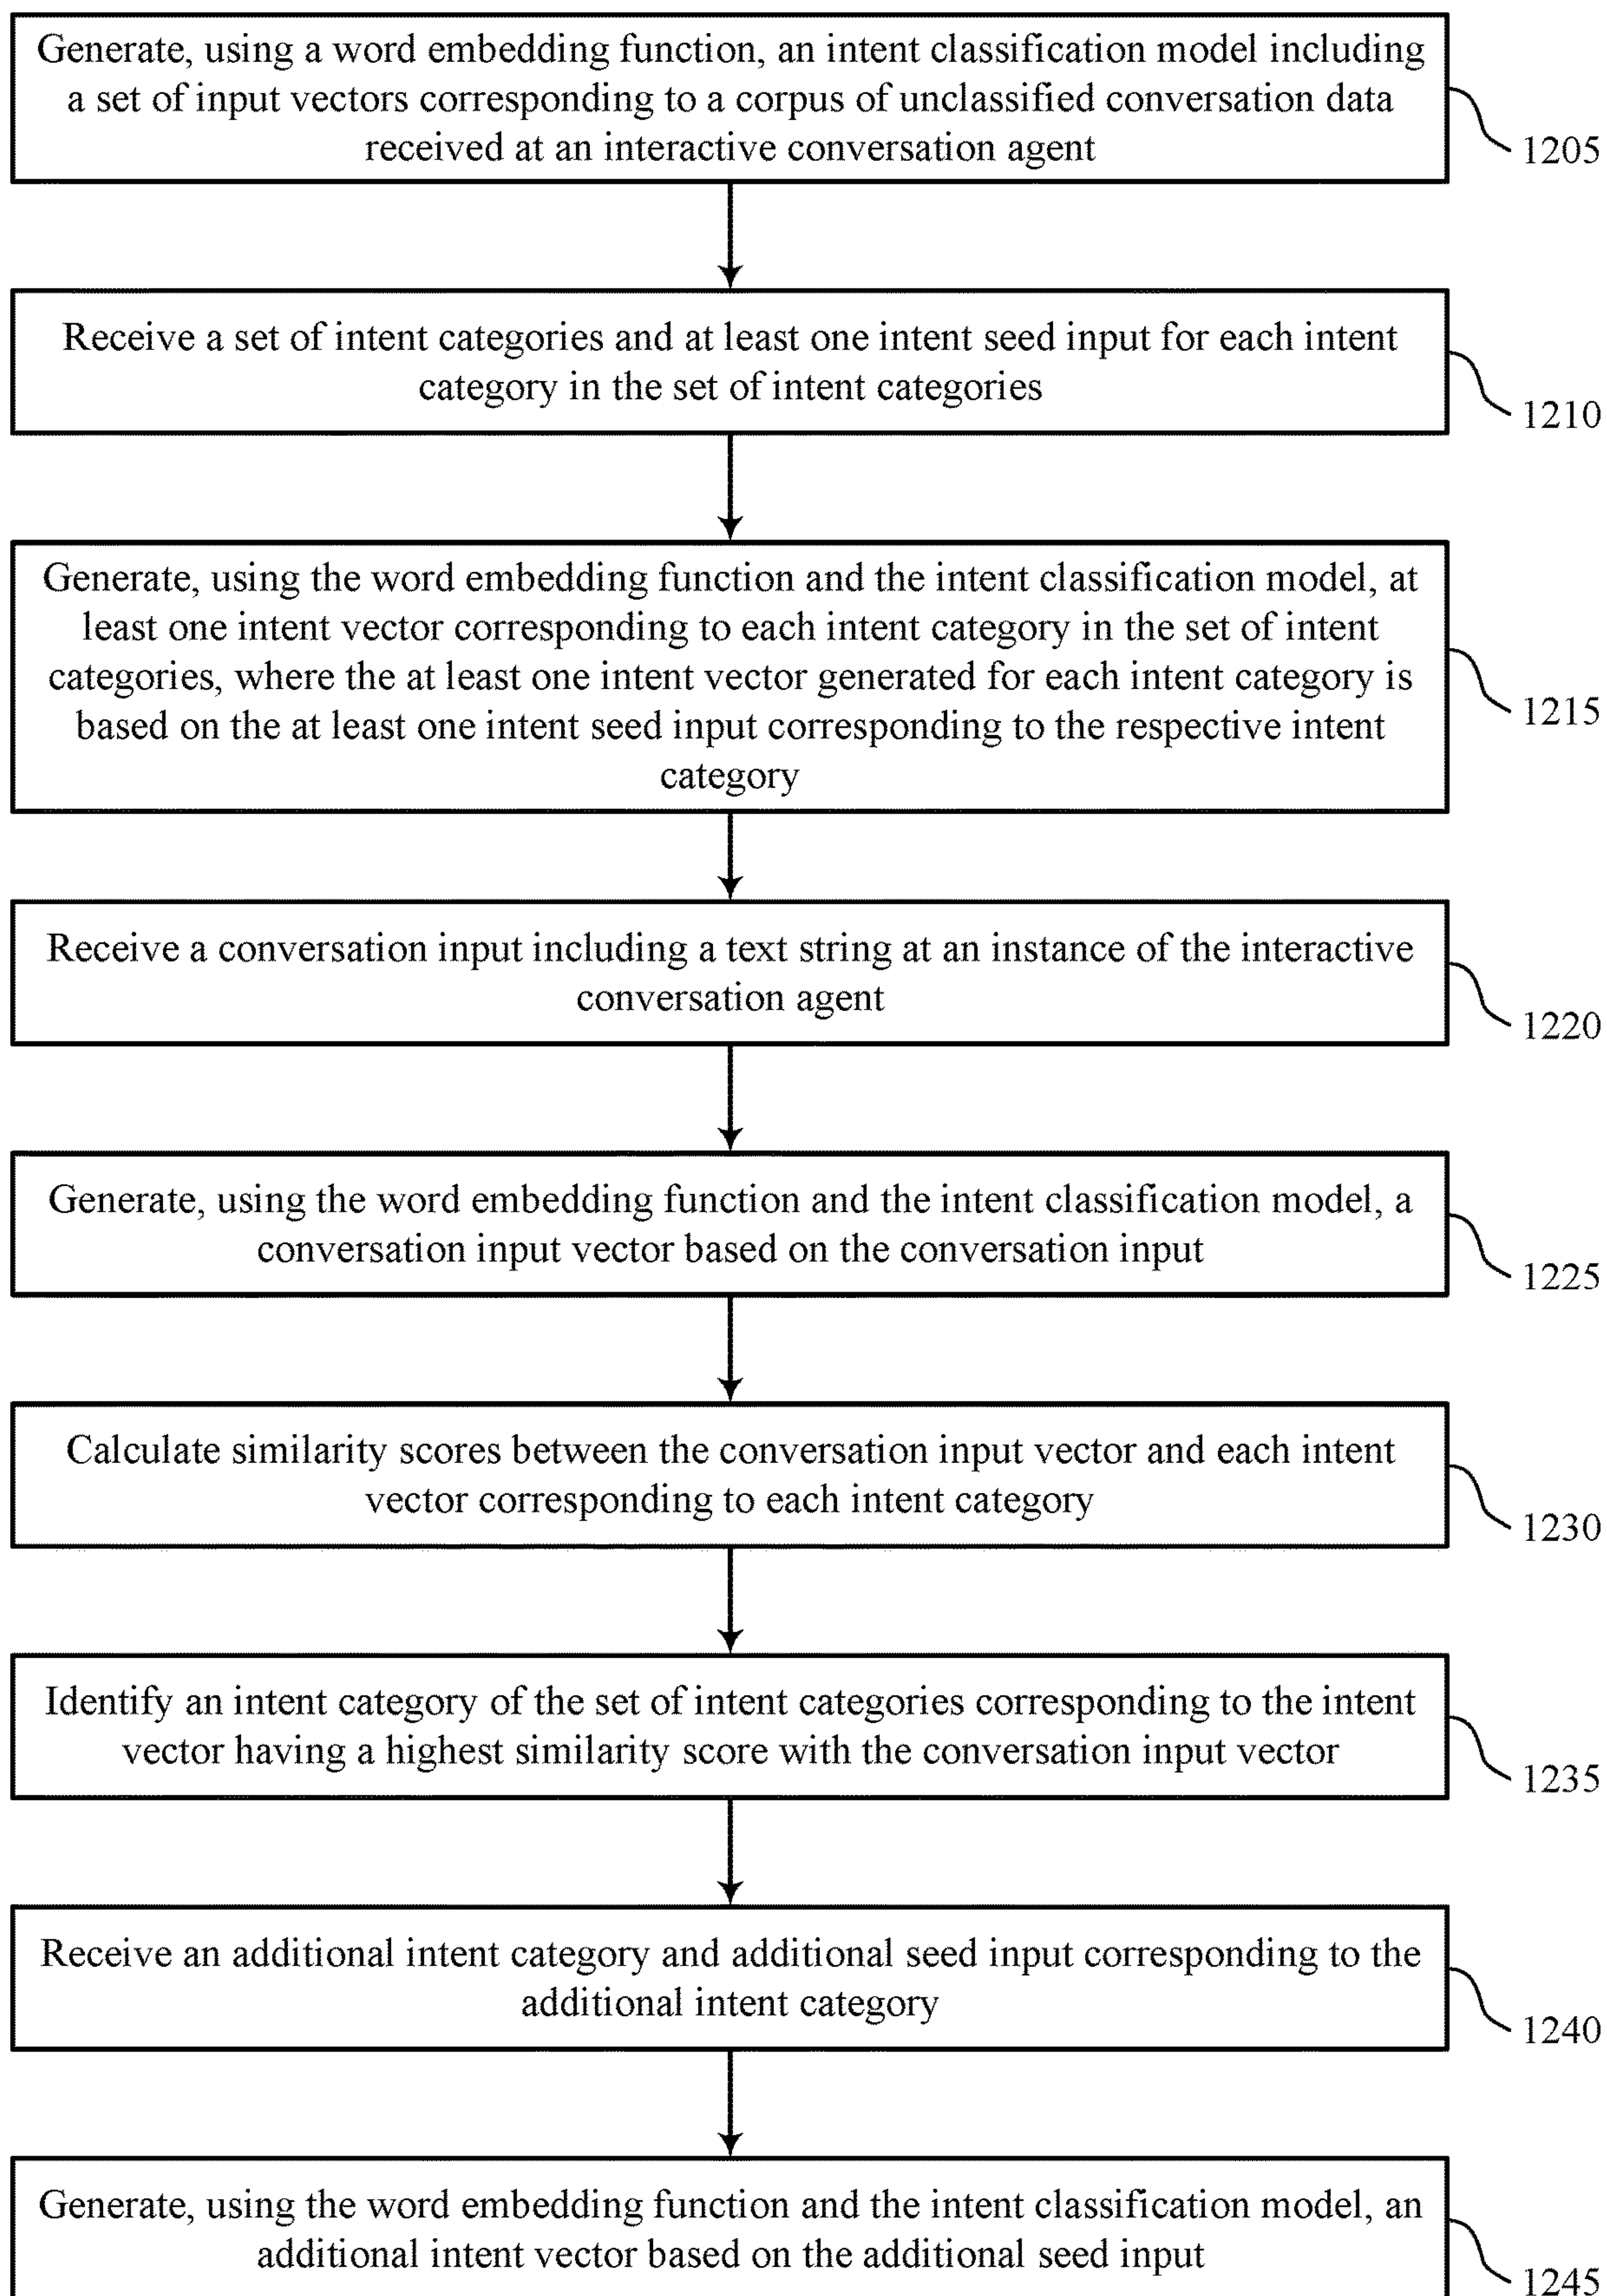 Generate, using a word embedding function, an intent classification model including
a set of input vectors corresponding to a corpus of unclassified conversation data
received at an interactive conversation agent
1205
Receive a set of intent categories and at least one intent seed input for each intent
category in the set of intent categories
1210
Generate, using the word embedding function and the intent classification model, at
least one intent vector corresponding to each intent category in the set of intent
categories, where the at least one intent vector generated for each intent category is
based on the at least one intent seed input corresponding to the respective intent
category
1215
Receive a conversation input including a text string at an instance of the interactive
conversation agent
1220
Generate, using the word embedding function and the intent classification model, a
conversation input vector based on the conversation input
1225
Calculate similarity scores between the conversation input vector and each intent
vector corresponding to each intent category
1230
Identify an intent category of the set of intent categories corresponding to the intent
vector having a highest similarity score with the conversation input vector
1235
Receive an additional intent category and additional seed input corresponding to the
additional intent category
1240
Generate, using the word embedding function and the intent classification model, an
additional intent vector based on the additional seed input
1245